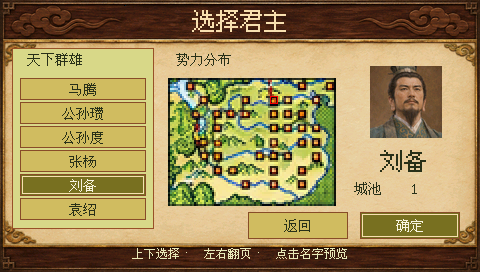 选择君主
天下群雄
势力分布
马腾
公孙瓒
公孙度
张杨
刘备
袁绍
刘备
城池 1
返回
确定
上下选择· 左右翻页· 点击名字预览